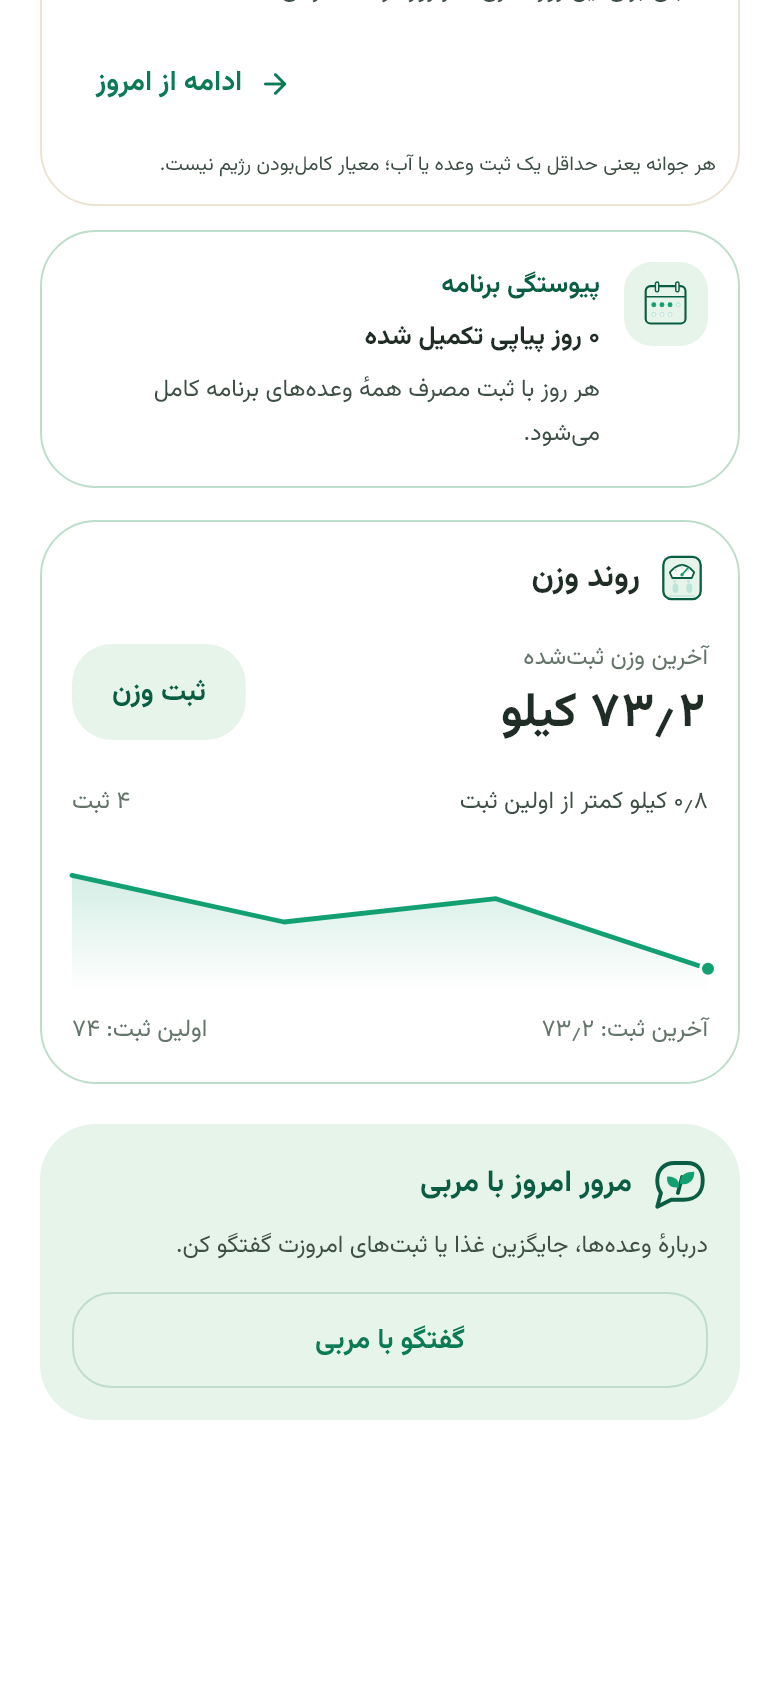 ادامه از امروز
هر جوانه یعنی حداقل یک ثبت وعده یا آب؛ معیار کامل‌بودن رژیم نیست.
پیوستگی برنامه
۰ روز پیاپی تکمیل شده
هر روز با ثبت مصرف همهٔ وعده‌های برنامه کامل
می‌شود.
روند وزن
آخرین وزن ثبت‌شده
۷۳٫۲ کیلو
ثبت وزن
۰٫۸ کیلو کمتر از اولین ثبت
۴ ثبت
آخرین ثبت: ۷۳٫۲
اولین ثبت: ۷۴
مرور امروز با مربی
دربارهٔ وعده‌ها، جایگزین غذا یا ثبت‌های امروزت گفتگو کن.
گفتگو با مربی